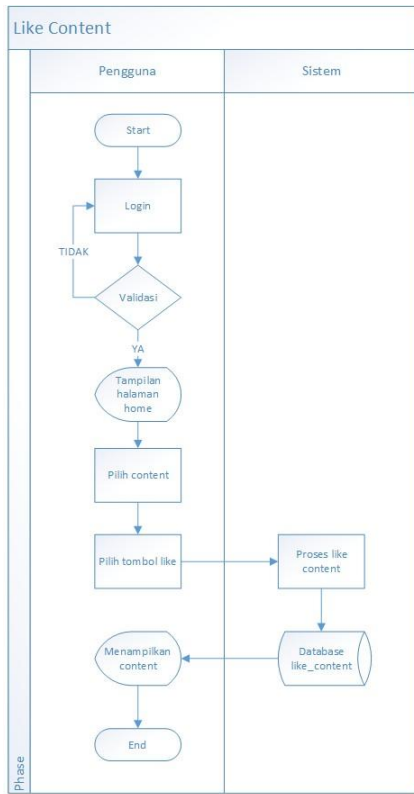 Like Content
Pengguna
Sistem
Start
Login
TIDAK
Validasi
YA
Tampilan
halaman
home
Pilih content
Pilih tombol like
Proses like
content
Menampilkan
content
Database
like_content
End
Phase